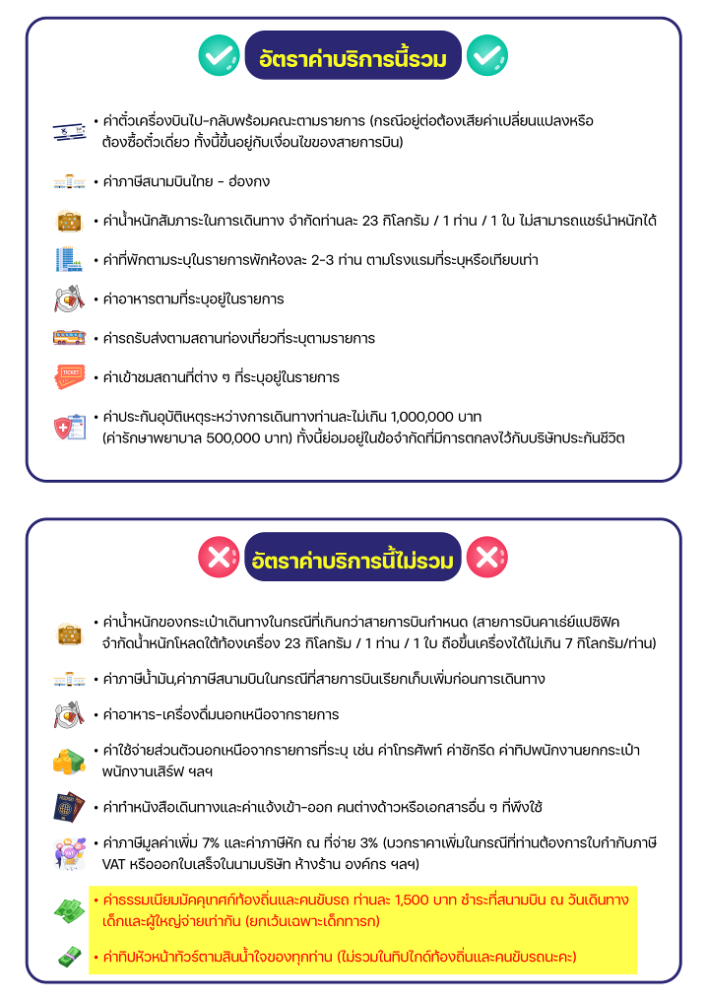 อัตราค่าบริการนี้รวม
• ค่าตั๋วเครื่องบินไป-กลับพร้อมคณะตามรายการ (กรณีอยู่ต่อต้องเสียค่าเปลี่ยนแปลงหรือ
ต้องซื้อตั๋วเดี่ยว ทั้งนี้ขึ้นอยู่กับเงื่อนไขของสายการบิน)
• ค่าภาษีสนามบินไทย - ฮ่องกง
• ค่าน้ำหนักสัมภาระในการเดินทาง จำกัดท่านละ 23 กิโลกรัม / 1 ท่าน / 1 ใบ ไม่สามารถแชร์นำหนักได้
• ค่าที่พักตามระบุในรายการพักห้องละ 2-3 ท่าน ตามโรงแรมที่ระบุหรือเทียบเท่า
• ค่าอาหารตามที่ระบุอยู่ในรายการ
• ค่ารถรับส่งตามสถานท่องเที่ยวที่ระบุตามรายการ
TICKET
• ค่าเข้าชมสถานที่ต่าง ๆ ที่ระบุอยู่ในรายการ
• ค่าประกันอุบัติเหตุระหว่างการเดินทางท่านละไม่เกิน 1,000,000 บาท
(ค่ารักษาพยาบาล 500,000 บาท) ทั้งนี้ย่อมอยู่ในข้อจำกัดที่มีการตกลงไว้กับบริษัทประกันชีวิต
อัตราค่าบริการนี้ไม่รวม
• ค่าน้ำหนักของกระเป๋าเดินทางในกรณีที่เกินกว่าสายการบินกำหนด (สายการบินคาเธ่ย์แปซิฟิค
จำกัดน้ำหนักโหลดใต้ท้องเครื่อง 23 กิโลกรัม / 1 ท่าน / 1 ใบ ถือขึ้นเครื่องได้ไม่เกิน 7 กิโลกรัม/ท่าน)
• ค่าภาษีน้ำมัน,ค่าภาษีสนามบินในกรณีที่สายการบินเรียกเก็บเพิ่มก่อนการเดินทาง
• ค่าอาหาร-เครื่องดื่มนอกเหนือจากรายการ
• ค่าใช้จ่ายส่วนตัวนอกเหนือจากรายการที่ระบุ เช่น ค่าโทรศัพท์ ค่าซักรีด ค่าทิปพนักงานยกกระเป๋า
พนักงานเสิร์ฟ ฯลฯ
• ค่าทำหนังสือเดินทางและค่าแจ้งเข้า-ออก คนต่างด้าวหรือเอกสารอื่น ๆ ที่พึงใช้
• ค่าภาษีมูลค่าเพิ่ม 7% และค่าภาษีหัก ณ ที่จ่าย 3% (บวกราคาเพิ่มในกรณีที่ท่านต้องการใบกำกับภาษี
VAT หรือออกใบเสร็จในนามบริษัท ห้างร้าน องค์กร ฯลฯ)
• ค่าธรรมเนียมมัคคุเทศก์ท้องถิ่นและคนขับรถ ท่านละ 1,500 บาท ชำระที่สนามบิน ณ วันเดินทาง
เด็กและผู้ใหญ่จ่ายเท่ากัน (ยกเว้นเฉพาะเด็กทารก)
• ค่าทิปหัวหน้าทัวร์ตามสินน้ำใจของทุกท่าน (ไม่รวมในทิปไกด์ท้องถิ่นและคนขับรถนะคะ)